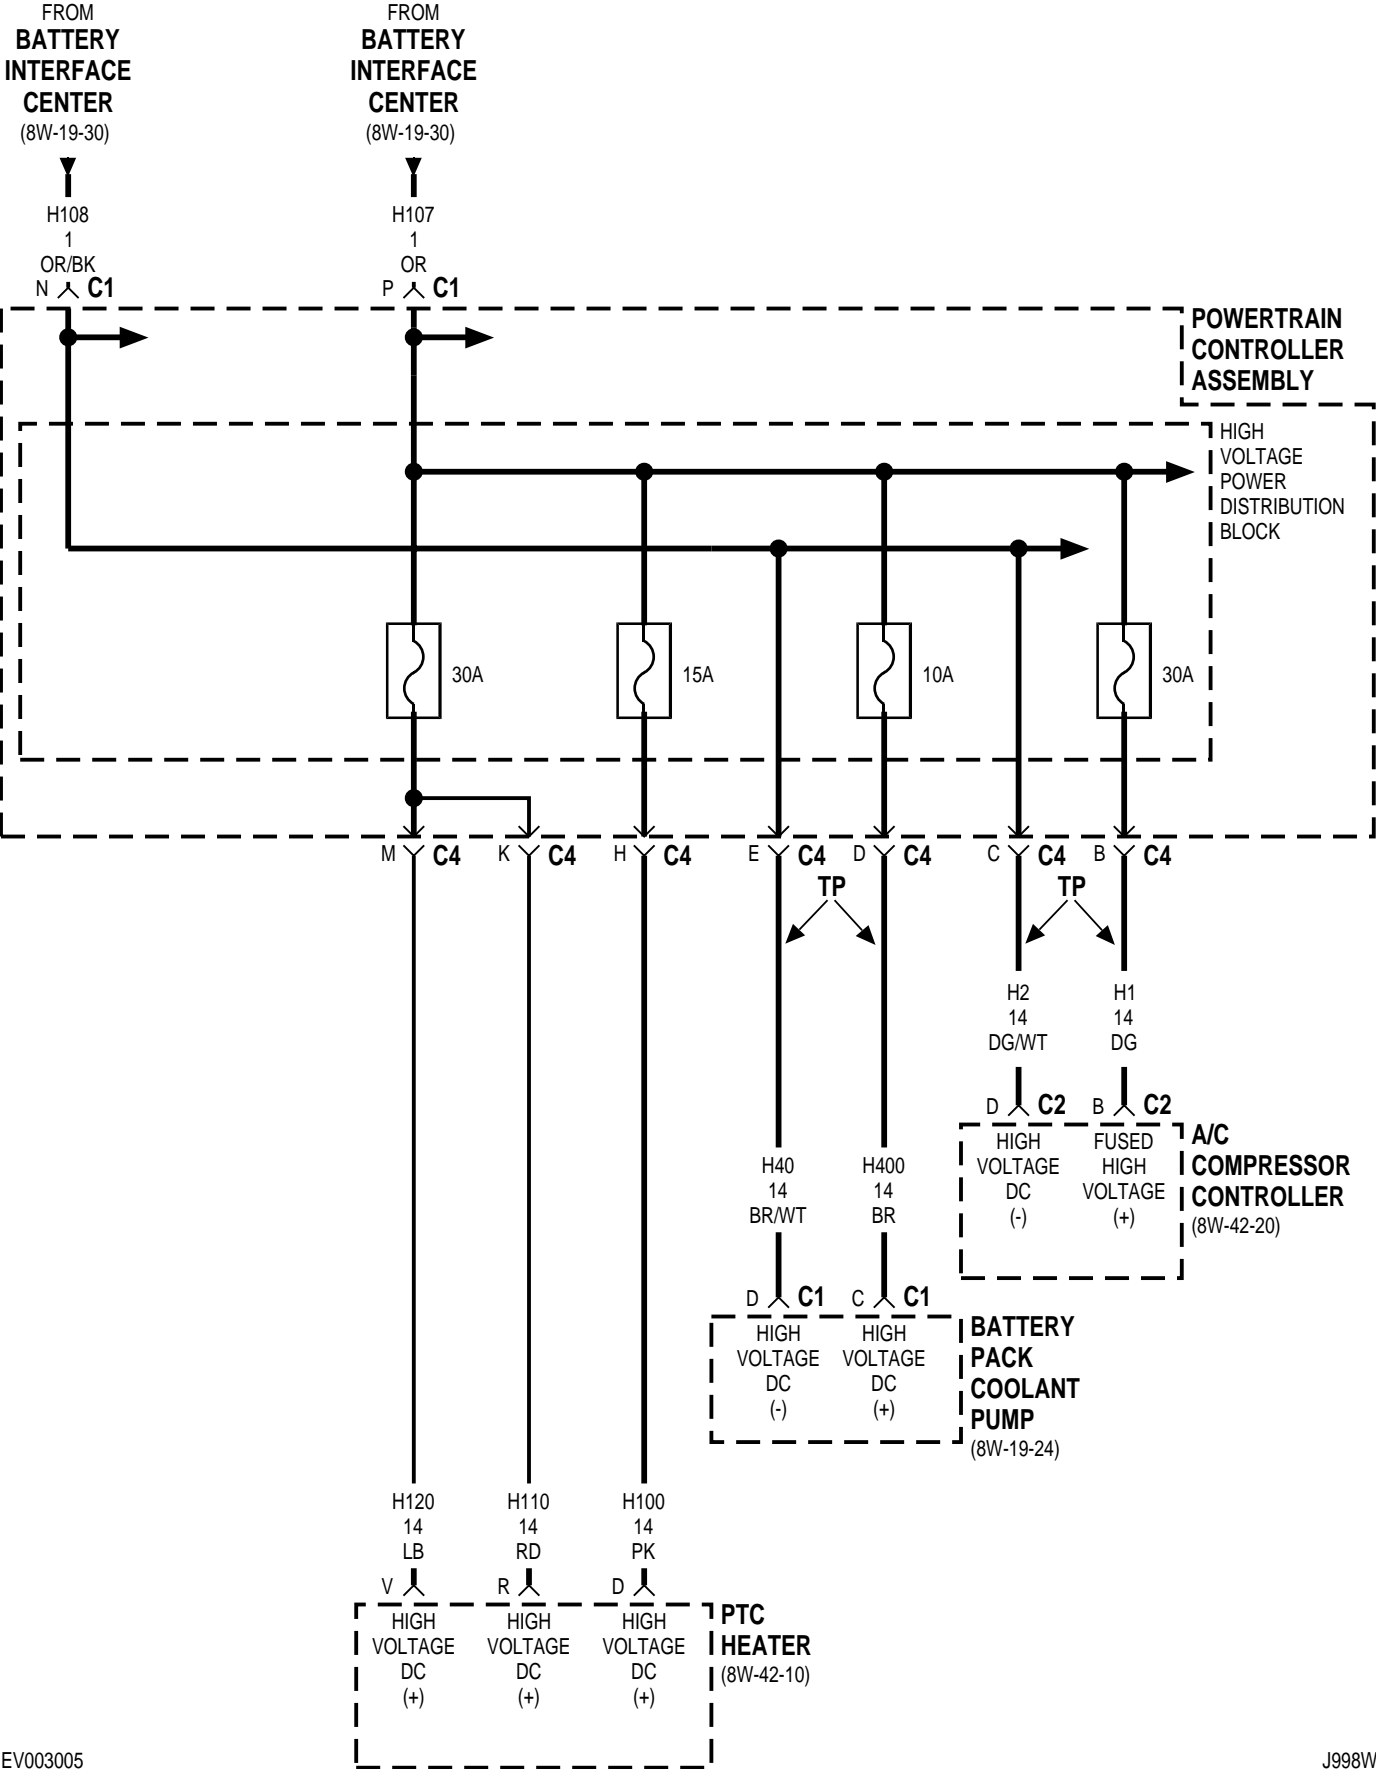 FROM
BATTERY
INTERFACE
CENTER
(8W-19-30)
H108
1
OR/BK
N C1
FROM
BATTERY
INTERFACE
CENTER
(8W-19-30)
H107
1
OR
P C1
POWERTRAIN
CONTROLLER
ASSEMBLY
HIGH
VOLTAGE
POWER
DISTRIBUTION
BLOCK
30A
15A
10A
30A
M C4
K C4
H C4
E C4
D C4
C C4
B C4
TP
TP
H2
14
DG/WT
H1
14
DG
D C2
B C2
HIGH
VOLTAGE
DC
(-)
FUSED
HIGH
VOLTAGE
(+)
A/C
COMPRESSOR
CONTROLLER
(8W-42-20)
H40
14
BR/WT
H400
14
BR
D C1
C C1
HIGH
VOLTAGE
DC
(-)
HIGH
VOLTAGE
DC
(+)
BATTERY
PACK
COOLANT
PUMP
(8W-19-24)
H120
14
LB
H110
14
RD
H100
14
PK
V
R
D
HIGH
VOLTAGE
DC
(+)
HIGH
VOLTAGE
DC
(+)
HIGH
VOLTAGE
DC
(+)
PTC
HEATER
(8W-42-10)
EV003005
J998W